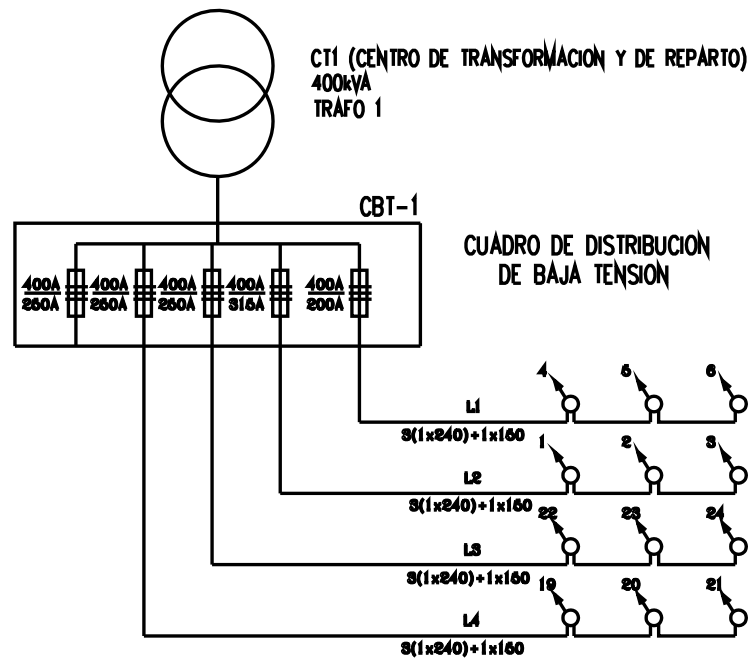 CT1 (CENTRO DE TRANSFORMACION Y DE REPARTO)
400kVA
TRAFO 1
CBT-1
CUADRO DE DISTRIBUCION
DE BAJA TENSION
400A 400A 400A 400A 400A
250A 250A 250A 315A 200A
4 5 6
L1
3(1x240)+1x150
1 2 3
L2
3(1x240)+1x150
22 23 24
L3
3(1x240)+1x150
19 20 21
L4
3(1x240)+1x150